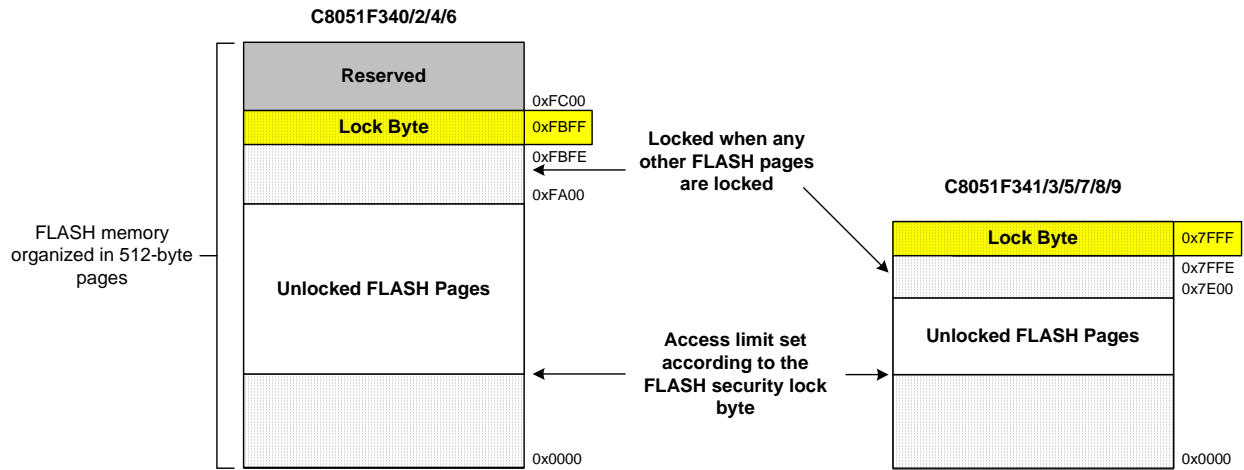 C8051F340/2/4/6
Reserved
0xFC00
Lock Byte
0xFBFF
0xFBFE
0xFA00
Unlocked FLASH Pages
0x0000
FLASH memory
organized in 512-byte
pages
Locked when any
other FLASH pages
are locked
Access limit set
according to the
FLASH security lock
byte
C8051F341/3/5/7/8/9
Lock Byte
0x7FFF
0x7FFE
0x7E00
Unlocked FLASH Pages
0x0000